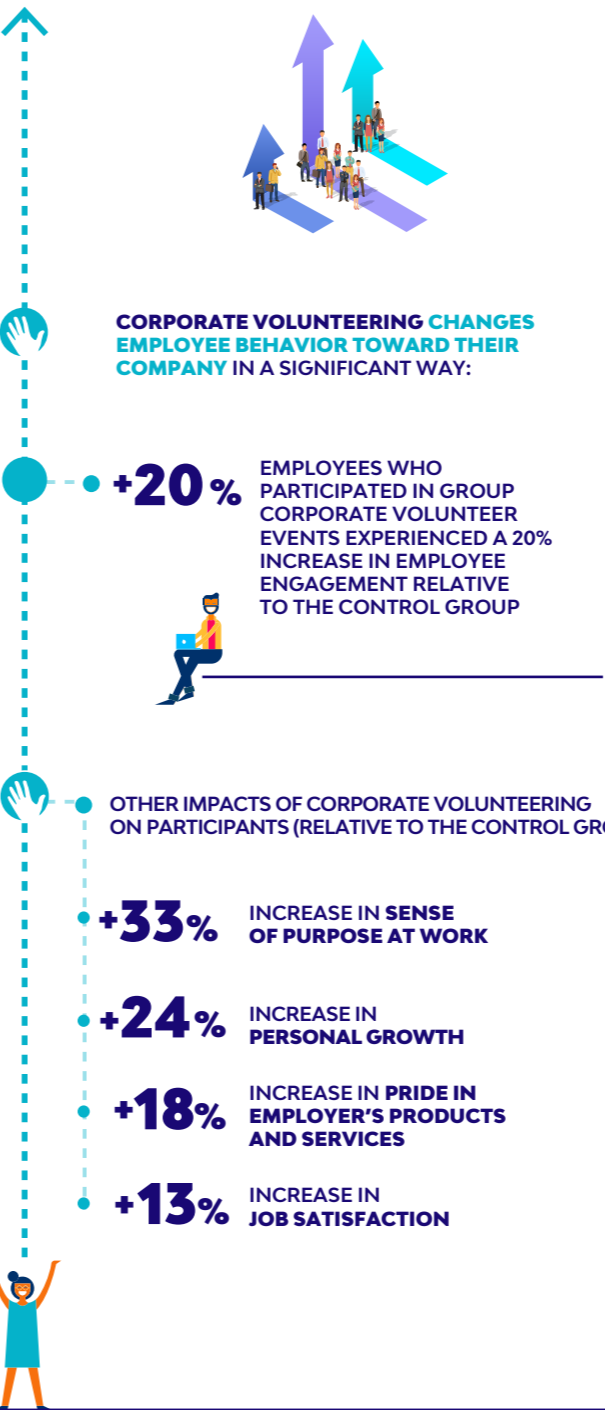 CORPORATE VOLUNTEERING CHANGES
EMPLOYEE BEHAVIOR TOWARD THEIR
COMPANY IN A SIGNIFICANT WAY:
+20 %
EMPLOYEES WHO
PARTICIPATED IN GROUP
CORPORATE VOLUNTEER
EVENTS EXPERIENCED A 20%
INCREASE IN EMPLOYEE
ENGAGEMENT RELATIVE
TO THE CONTROL GROUP
OTHER IMPACTS OF CORPORATE VOLUNTEERING
ON PARTICIPANTS (RELATIVE TO THE CONTROL
+33%
INCREASE IN SENSE
OF PURPOSE AT WORK
+24%
INCREASE IN
PERSONAL GROWTH
+18%
INCREASE IN PRIDE IN
EMPLOYER’S PRODUCTS
AND SERVICES
+13%
INCREASE IN
JOB SATISFACTION